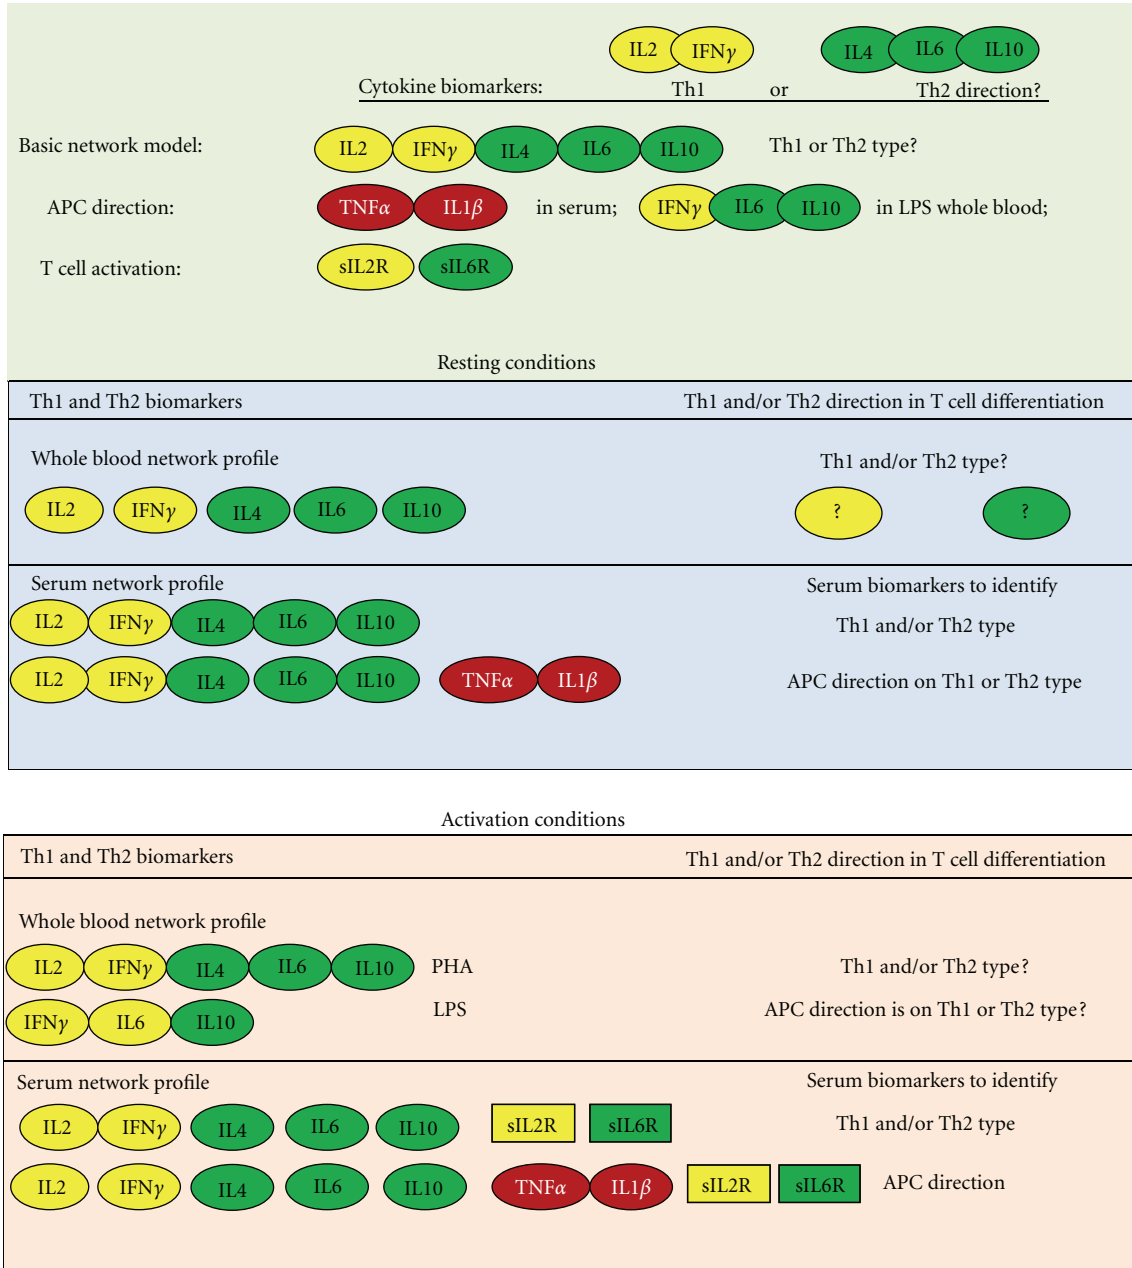 IL2 IFNγ IL4 IL6 IL10
Cytokine biomarkers: Th1 or Th2 direction?
Basic network model: IL2 IFNγ IL4 IL6 IL10 Th1 or Th2 type?
APC direction: TNFα IL1β in serum; IFNγ IL6 IL10 in LPS whole blood;
T cell activation: sIL2R sIL6R
Resting conditions
Th1 and Th2 biomarkers Th1 and/or Th2 direction in T cell differentiation
Whole blood network profile Th1 and/or Th2 type?
IL2 IFNγ IL4 IL6 IL10 ? ?
Serum network profile Serum biomarkers to identify
IL2 IFNγ IL4 IL6 IL10 Th1 and/or Th2 type
IL2 IFNγ IL4 IL6 IL10 TNFα IL1β APC direction on Th1 or Th2 type
Activation conditions
Th1 and Th2 biomarkers Th1 and/or Th2 direction in T cell differentiation
Whole blood network profile
IL2 IFNγ IL4 IL6 IL10 PHA Th1 and/or Th2 type?
IFNγ IL6 IL10 LPS APC direction is on Th1 or Th2 type?
Serum network profile Serum biomarkers to identify
IL2 IFNγ IL4 IL6 IL10 sIL2R sIL6R Th1 and/or Th2 type
IL2 IFNγ IL4 IL6 IL10 TNFα IL1β sIL2R sIL6R APC direction